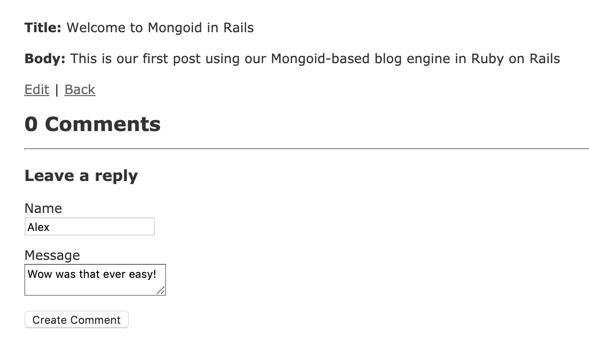 Title: Welcome to Mongoid in Rails
Body: This is our first post using our Mongoid-based blog engine in Ruby on Rails
Edit | Back
0 Comments
Leave a reply
Name
Alex
Message
Wow was that ever easy!
Create Comment